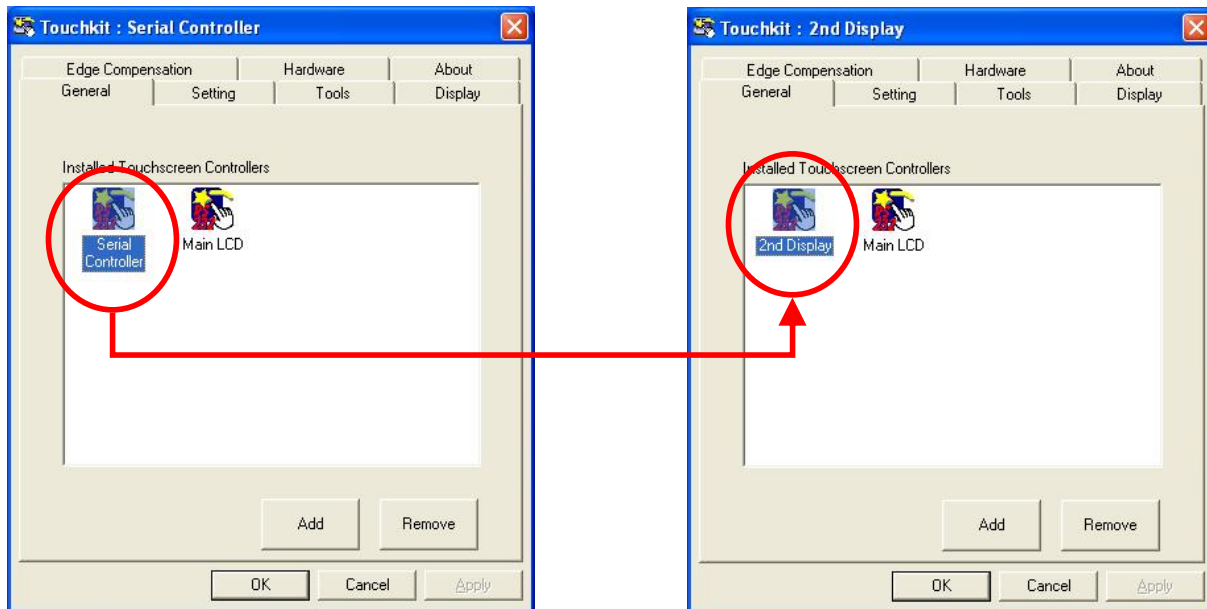 Touchkit : Serial Controller
Edge Compensation Hardware About
General Setting Tools Display
Installed Touchscreen Controllers
Serial
Controller
Main LCD
Add Remove
OK Cancel Apply
Touchkit : 2nd Display
Edge Compensation Hardware About
General Setting Tools Display
Installed Touchscreen Controllers
2nd Display Main LCD
Add Remove
OK Cancel Apply